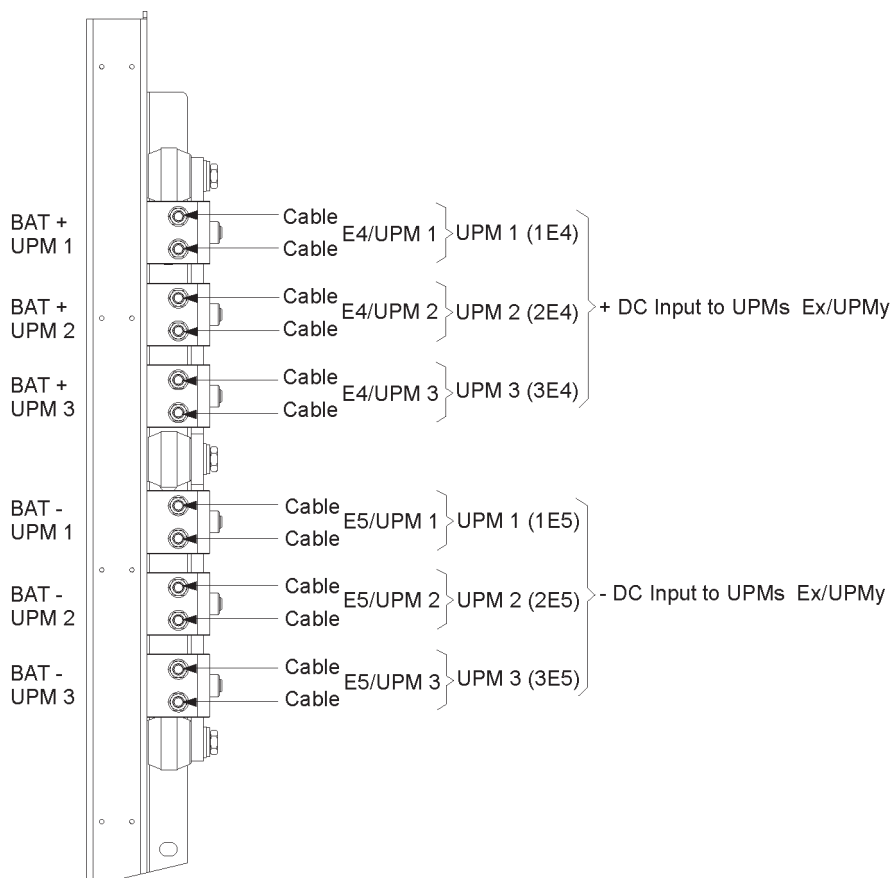 BAT +
UPM 1
Cable
Cable
E4/UPM 1
UPM 1 (1E4)
BAT +
UPM 2
Cable
Cable
E4/UPM 2
UPM 2 (2E4)
+ DC Input to UPMs Ex/UPMy
BAT +
UPM 3
Cable
Cable
E4/UPM 3
UPM 3 (3E4)
BAT -
UPM 1
Cable
Cable
E5/UPM 1
UPM 1 (1E5)
BAT -
UPM 2
Cable
Cable
E5/UPM 2
UPM 2 (2E5)
- DC Input to UPMs Ex/UPMy
BAT -
UPM 3
Cable
Cable
E5/UPM 3
UPM 3 (3E5)